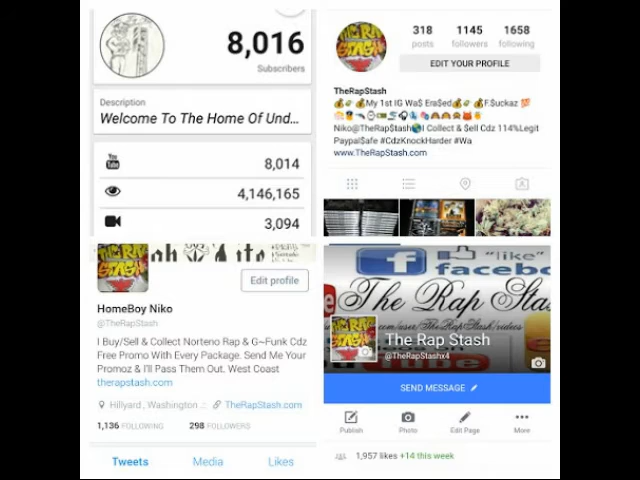 8,016
Subscribers
Description
Welcome To The Home Of Und...
You Tube
8,014
4,146,165
3,094
318 1145 1658
posts followers following
EDIT YOUR PROFILE
TheRapStash
My 1st IG Wa$ Era$ed F.$uckaz
Niko@TheRap$tash I Collect & $ell Cdz 114%Legit
Paypal$afe #CdzKnockHarder #Wa
www.TheRapStash.com
Edit profile
HomeBoy Niko
@TheRapStash
I Buy/Sell & Collect Norteno Rap & G~Funk Cdz
Free Promo With Every Package. Send Me Your
Promoz & I'll Pass Them Out. West Coast
therapstash.com
Hillyard , Washington .:: TheRapStash.com
1,136 FOLLOWING 298 FOLLOWERS
Tweets Media Likes
"like"
facebo
The Rap Stas
The Rap Stash
@TheRapStashx4
SEND MESSAGE
Publish Photo Edit Page More
1,957 likes +14 this week